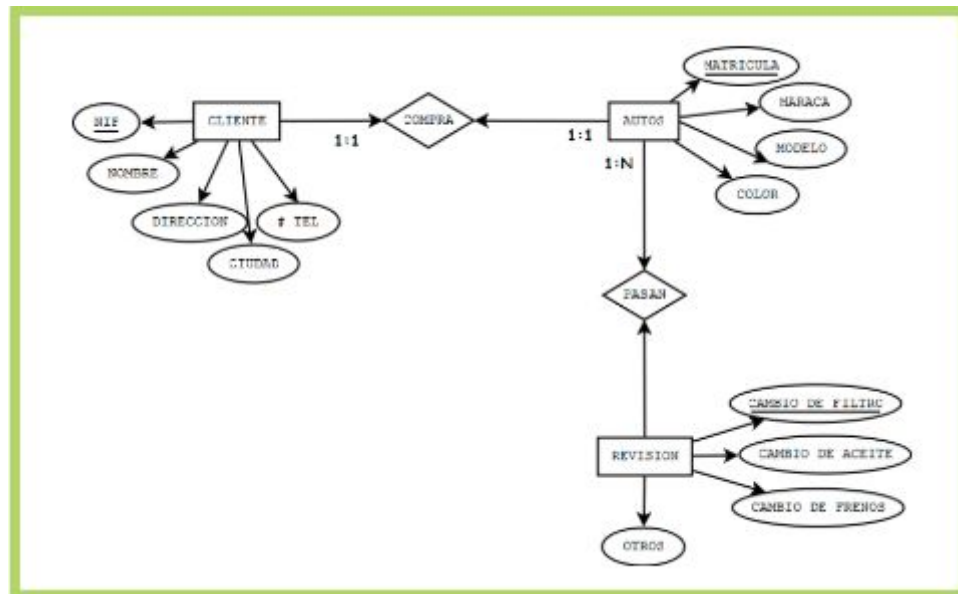 MATRICULA
NIF
CLIENTE
COMPRA
AUTOS
MARACA
1:1
1:1
MODELO
1:N
NOMBRE
COLOR
DIRECCION
# TEL
CIUDAD
PASAN
CAMBIO DE FILTRO
REVISION
CAMBIO DE ACEITE
CAMBIO DE FRENOS
OTROS